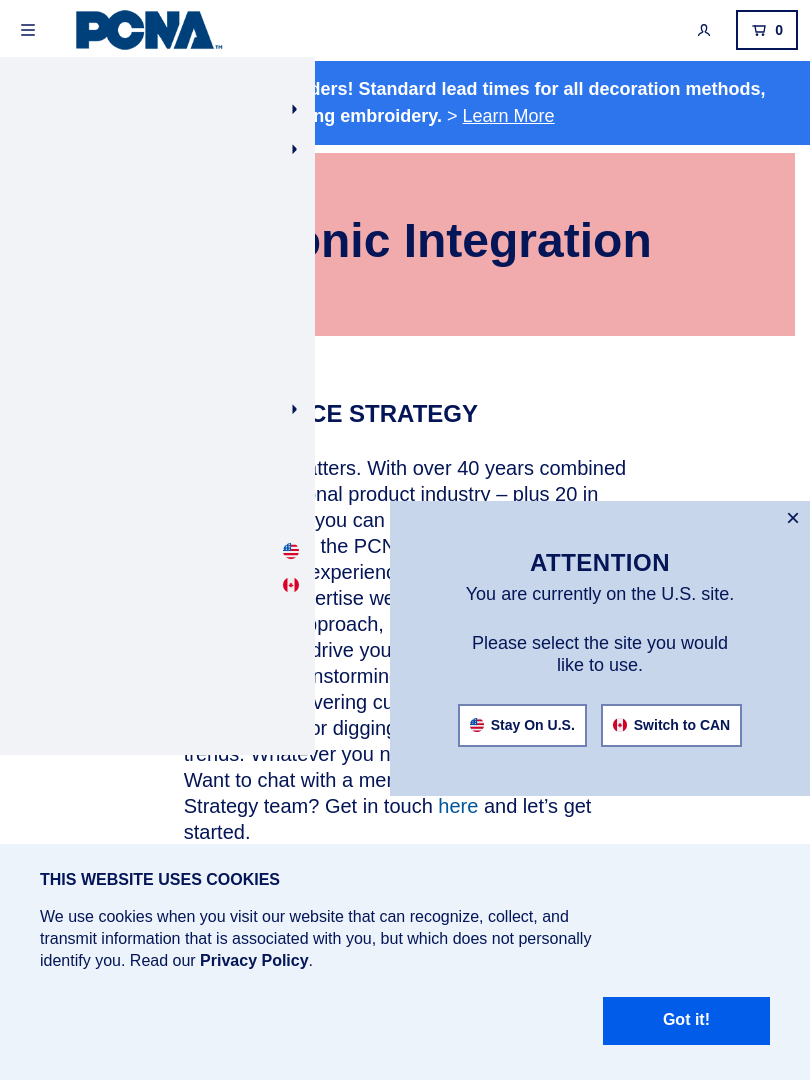 PCNA™
0
ders! Standard lead times for all decoration methods,
ng embroidery. > Learn More
onic Integration
CE STRATEGY
atters. With over 40 years combined
onal product industry – plus 20 in
you can
the PCN
experienc
ertise we
pproach,
drive you
nstorming
vering cu
or digging
trends. Whatever you n
Want to chat with a mem
Strategy team? Get in touch here and let’s get
started.
×
ATTENTION
You are currently on the U.S. site.
Please select the site you would
like to use.
Stay On U.S.
Switch to CAN
THIS WEBSITE USES COOKIES
We use cookies when you visit our website that can recognize, collect, and
transmit information that is associated with you, but which does not personally
identify you. Read our Privacy Policy.
Got it!